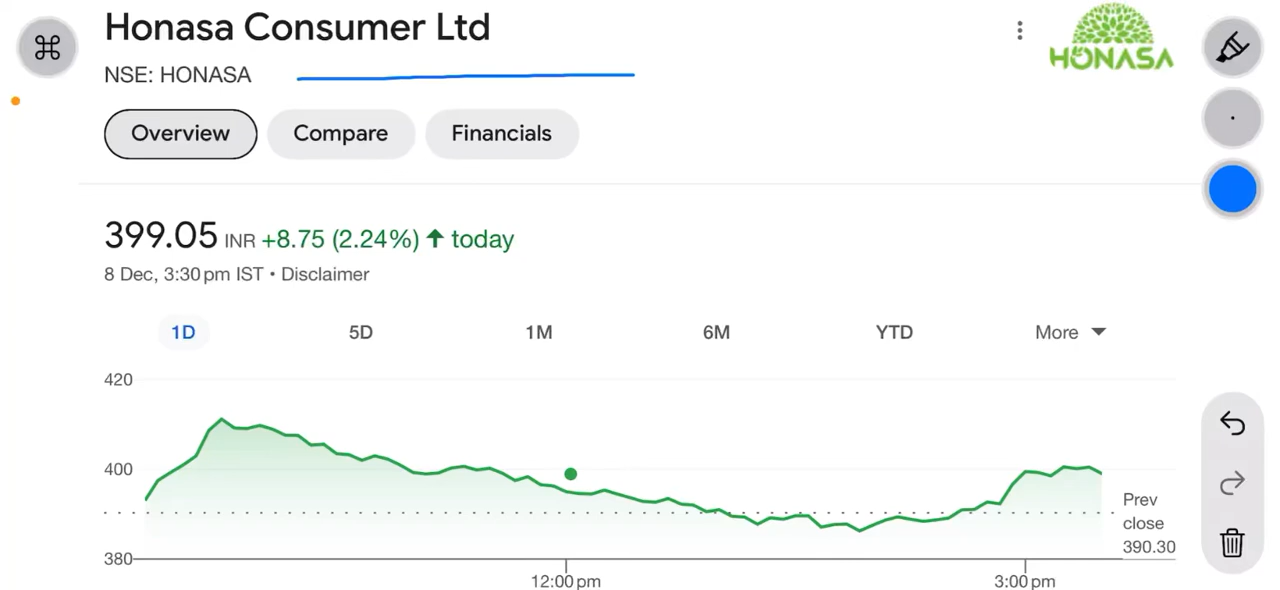 Honasa Consumer Ltd
NSE: HONASA
HONASA
Overview Compare Financials
399.05 INR +8.75 (2.24%) ↑ today
8 Dec, 3:30 pm IST • Disclaimer
1D 5D 1M 6M YTD More
420
400
Prev
close
390.30
380
12:00 pm 3:00 pm